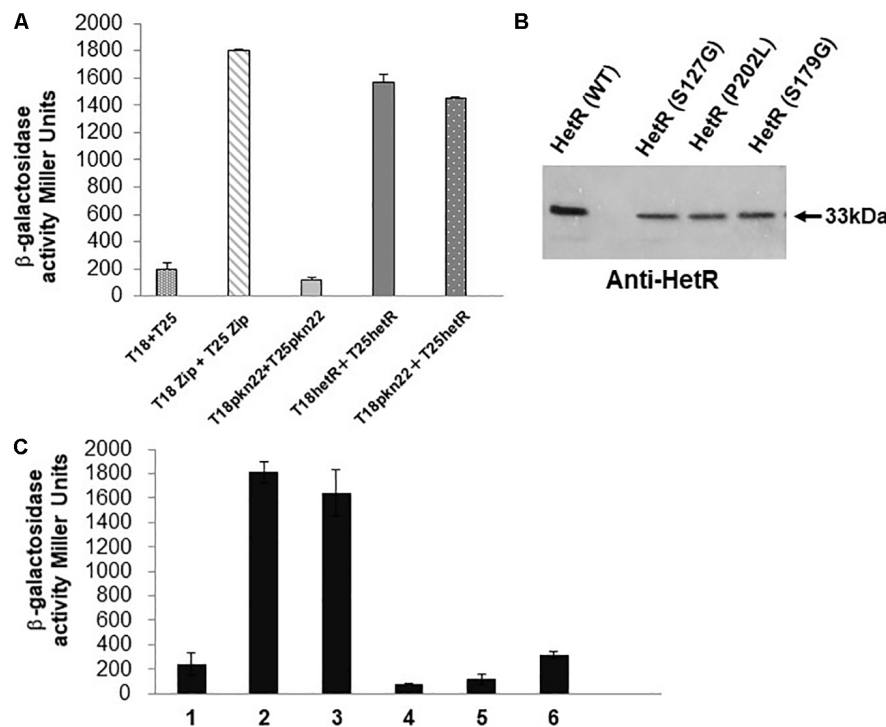 A
β-galactosidase
activity Miller Units
2000
1800
1600
1400
1200
1000
800
600
400
200
0
T18+T25
T18 Zip + T25 Zip
T18pkn22+T25pkn22
T18hetR+ T25hetR
T18pkn22 + T25hetR
B
HetR (WT)
HetR (S127G)
HetR (P202L)
HetR (S179G)
33kDa
Anti-HetR
C
β-galactosidase
activity Miller Units
2000
1800
1600
1400
1200
1000
800
600
400
200
0
1 2 3 4 5 6